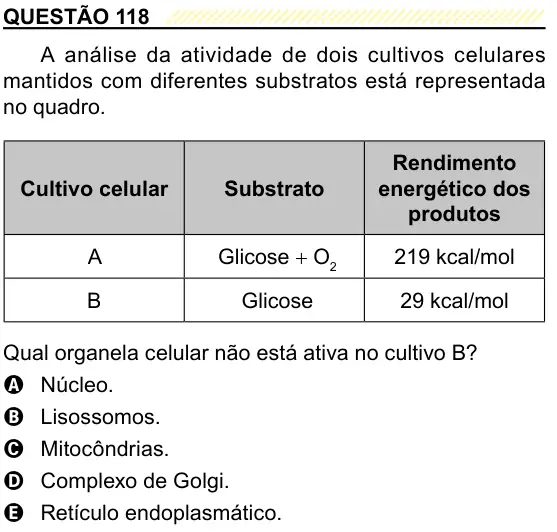 QUESTÃO 118
A análise da atividade de dois cultivos celulares
mantidos com diferentes substratos está representada
no quadro.
Cultivo celular Substrato Rendimento energético dos produtos
A Glicose + O₂ 219 kcal/mol
B Glicose 29 kcal/mol
Qual organela celular não está ativa no cultivo B?
A Núcleo.
B Lisossomos.
C Mitocôndrias.
D Complexo de Golgi.
E Retículo endoplasmático.